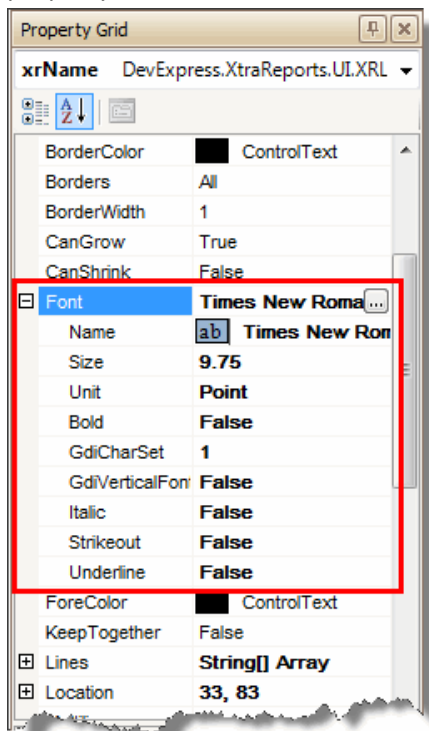 Property Grid
xrName DevExpress.XtraReports.UI.XRL
A
Z
BorderColor ControlText
Borders All
BorderWidth 1
CanGrow True
CanShrink False
Font Times New Roma ...
Name ab Times New Rom
Size 9.75
Unit Point
Bold False
GdiCharSet 1
GdiVerticalFon False
Italic False
Strikeout False
Underline False
ForeColor ControlText
KeepTogether False
Lines String[] Array
Location 33, 83